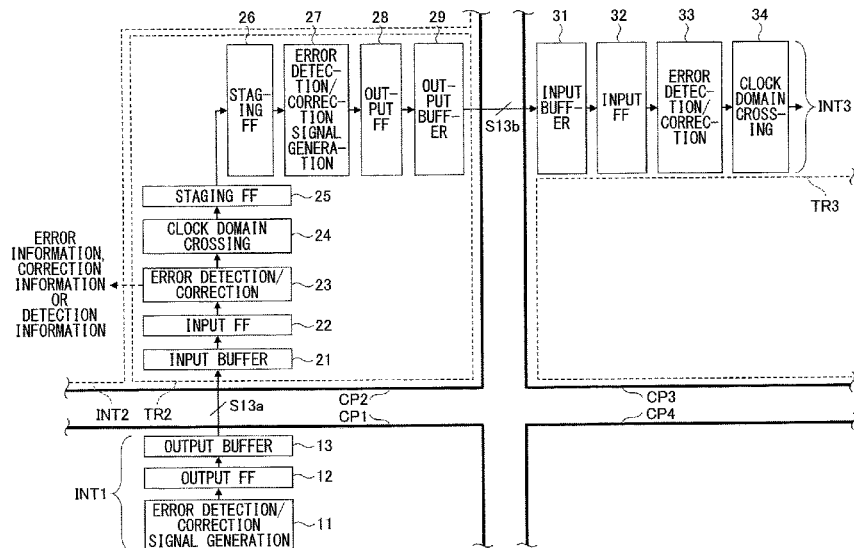 26
27
28
29
31
32
33
34
STAG-
ING FF
ERROR
DETEC-
TION/
CORREC-
TION
SIGNAL
GENERA-
TION
OUT-
PUT FF
OUT-
PUT
BUFF-
ER
S13b
INPUT
BUFF-
ER
INPUT FF
ERROR
DETEC-
TION/
CORREC-
TION
CLOCK
DOMAIN
CROSS-
ING
INT3
TR3
STAGING FF
25
CLOCK DOMAIN
CROSSING
24
ERROR
INFORMATION,
CORRECTION
INFORMATION
OR
DETECTION
INFORMATION
ERROR DETECTION/
CORRECTION
23
INPUT FF
22
INPUT BUFFER
21
INT2
TR2
S13a
CP2
CP1
CP3
CP4
INT1
OUTPUT BUFFER
13
OUTPUT FF
12
ERROR DETECTION/
CORRECTION
SIGNAL GENERATION
11